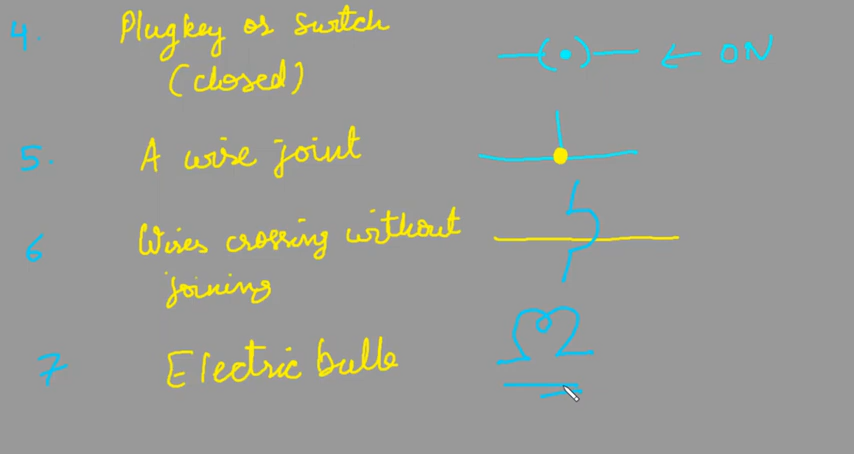 4. Plugkey or switch
(closed)
← ON
5. A wire joint
6 Wires crossing without
joining
7 Electric bulb